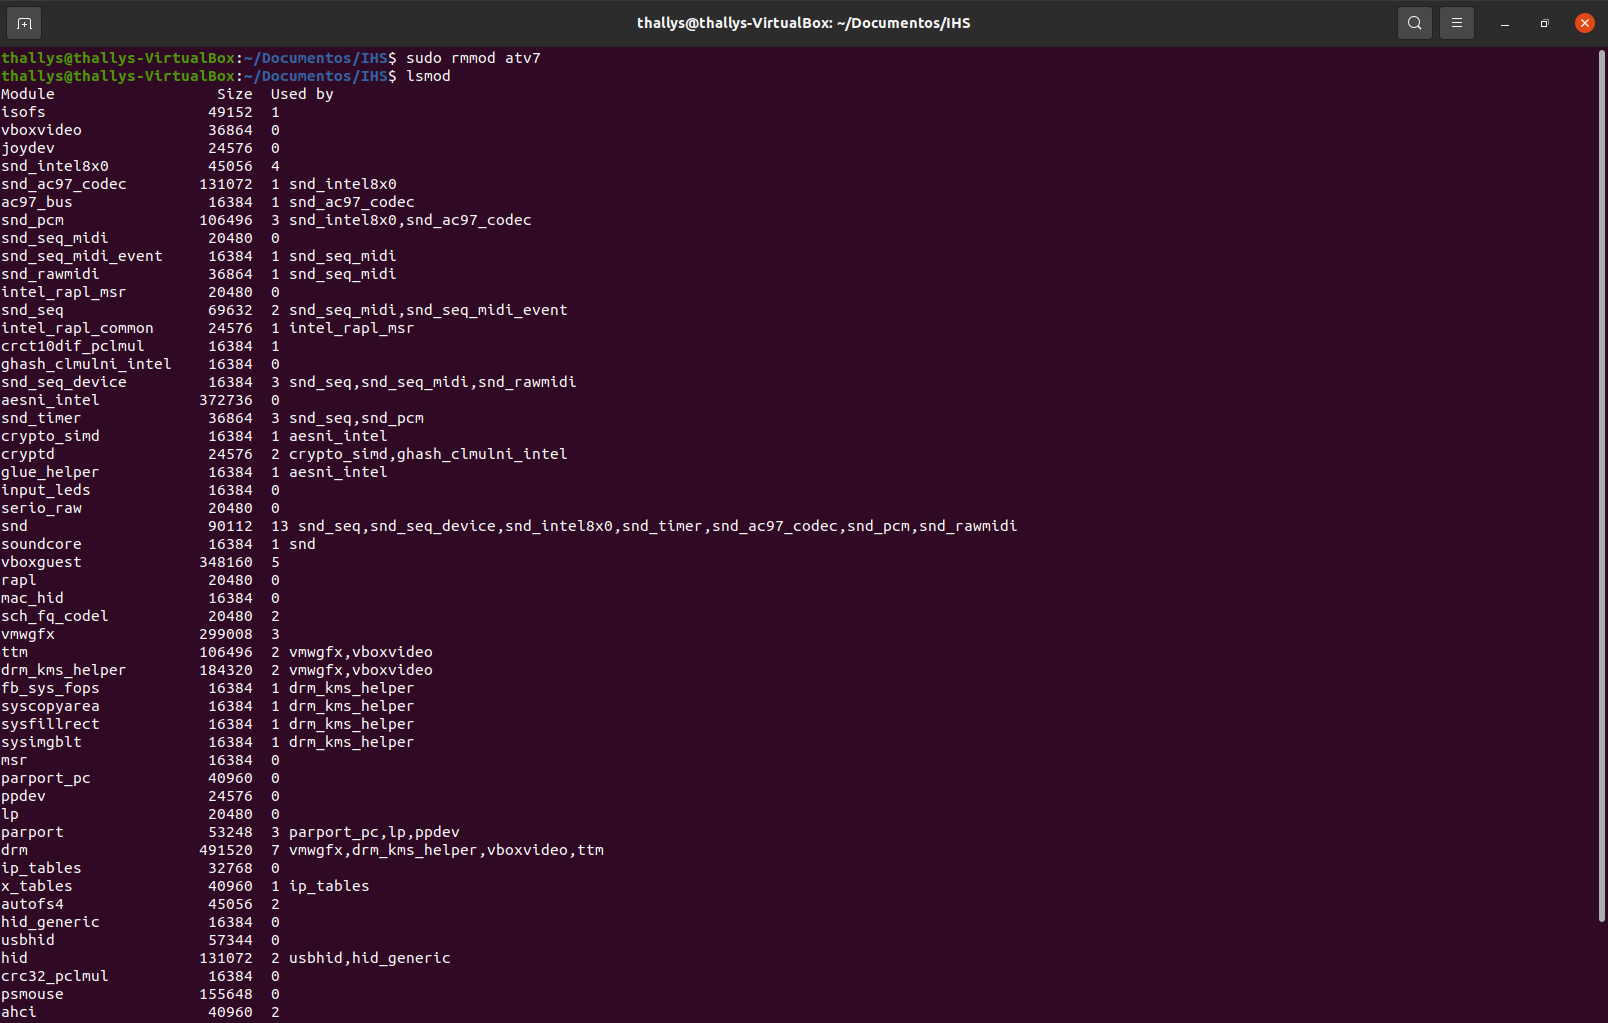 thallys@thallys-VirtualBox: ~/Documentos/IHS
thallys@thallys-VirtualBox:~/Documentos/IHS$ sudo rmmod atv7
thallys@thallys-VirtualBox:~/Documentos/IHS$ lsmod
Module                  Size  Used by
isofs                  49152  1
vboxvideo              36864  0
joydev                 24576  0
snd_intel8x0           45056  4
snd_ac97_codec        131072  1 snd_intel8x0
ac97_bus               16384  1 snd_ac97_codec
snd_pcm               106496  3 snd_intel8x0,snd_ac97_codec
snd_seq_midi           20480  0
snd_seq_midi_event     16384  1 snd_seq_midi
snd_rawmidi            36864  1 snd_seq_midi
intel_rapl_msr         20480  0
snd_seq                69632  2 snd_seq_midi,snd_seq_midi_event
intel_rapl_common      24576  1 intel_rapl_msr
crct10dif_pclmul       16384  1
ghash_clmulni_intel    16384  0
snd_seq_device         16384  3 snd_seq,snd_seq_midi,snd_rawmidi
aesni_intel           372736  0
snd_timer              36864  3 snd_seq,snd_pcm
crypto_simd            16384  1 aesni_intel
cryptd                 24576  2 crypto_simd,ghash_clmulni_intel
glue_helper            16384  1 aesni_intel
input_leds             16384  0
serio_raw              20480  0
snd                    90112  13 snd_seq,snd_seq_device,snd_intel8x0,snd_timer,snd_ac97_codec,snd_pcm,snd_rawmidi
soundcore              16384  1 snd
vboxguest             348160  5
rapl                   20480  0
mac_hid                16384  0
sch_fq_codel           20480  2
vmwgfx                299008  3
ttm                   106496  2 vmwgfx,vboxvideo
drm_kms_helper        184320  2 vmwgfx,vboxvideo
fb_sys_fops            16384  1 drm_kms_helper
syscopyarea            16384  1 drm_kms_helper
sysfillrect            16384  1 drm_kms_helper
sysimgblt              16384  1 drm_kms_helper
msr                    16384  0
parport_pc             40960  0
ppdev                  24576  0
lp                     20480  0
parport                53248  3 parport_pc,lp,ppdev
drm                   491520  7 vmwgfx,drm_kms_helper,vboxvideo,ttm
ip_tables              32768  0
x_tables               40960  1 ip_tables
autofs4                45056  2
hid_generic            16384  0
usbhid                 57344  0
hid                   131072  2 usbhid,hid_generic
crc32_pclmul           16384  0
psmouse               155648  0
ahci                   40960  2